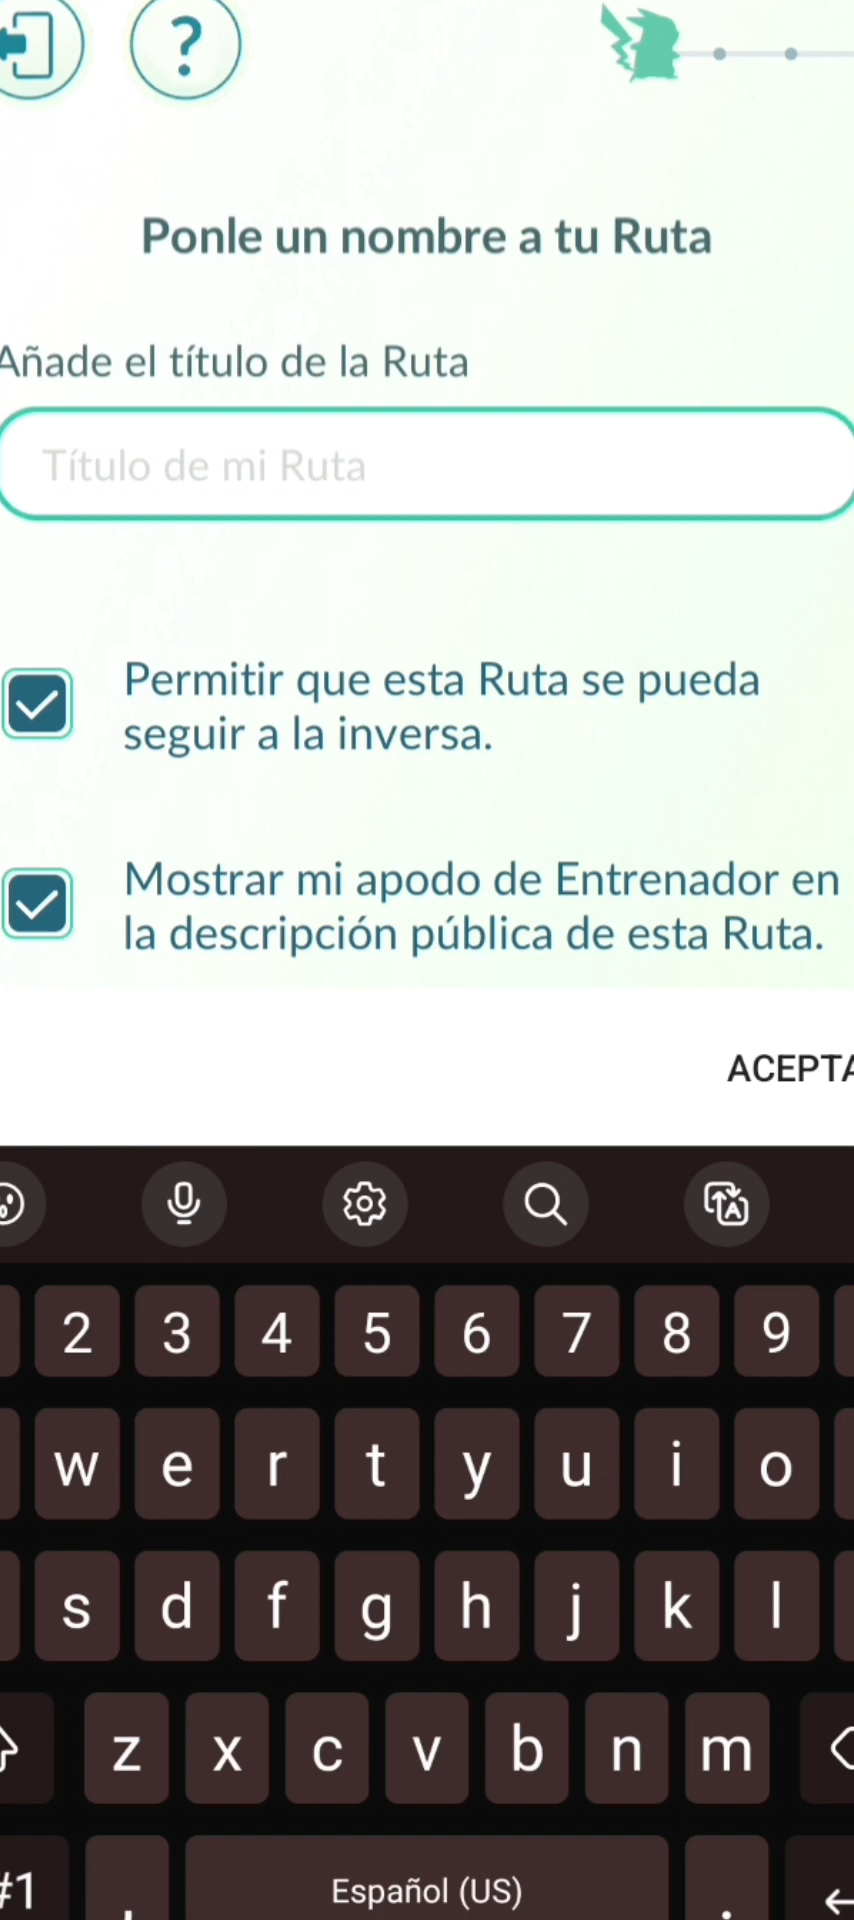 ?
Ponle un nombre a tu Ruta
Añade el título de la Ruta
Título de mi Ruta
Permitir que esta Ruta se pueda
seguir a la inversa.
Mostrar mi apodo de Entrenador en
la descripción pública de esta Ruta.
ACEPTA
2 3 4 5 6 7 8 9
w e r t y u i o
s d f g h j k l
z x c v b n m
#1 , Español (US) .